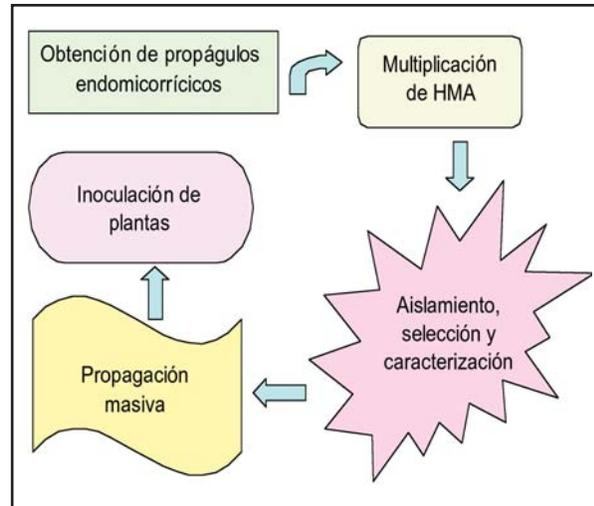 Obtención de propágulos
endomicorrícicos
Multiplicación
de HMA
Aislamiento,
selección y
caracterización
Propagación
masiva
Inoculación de
plantas